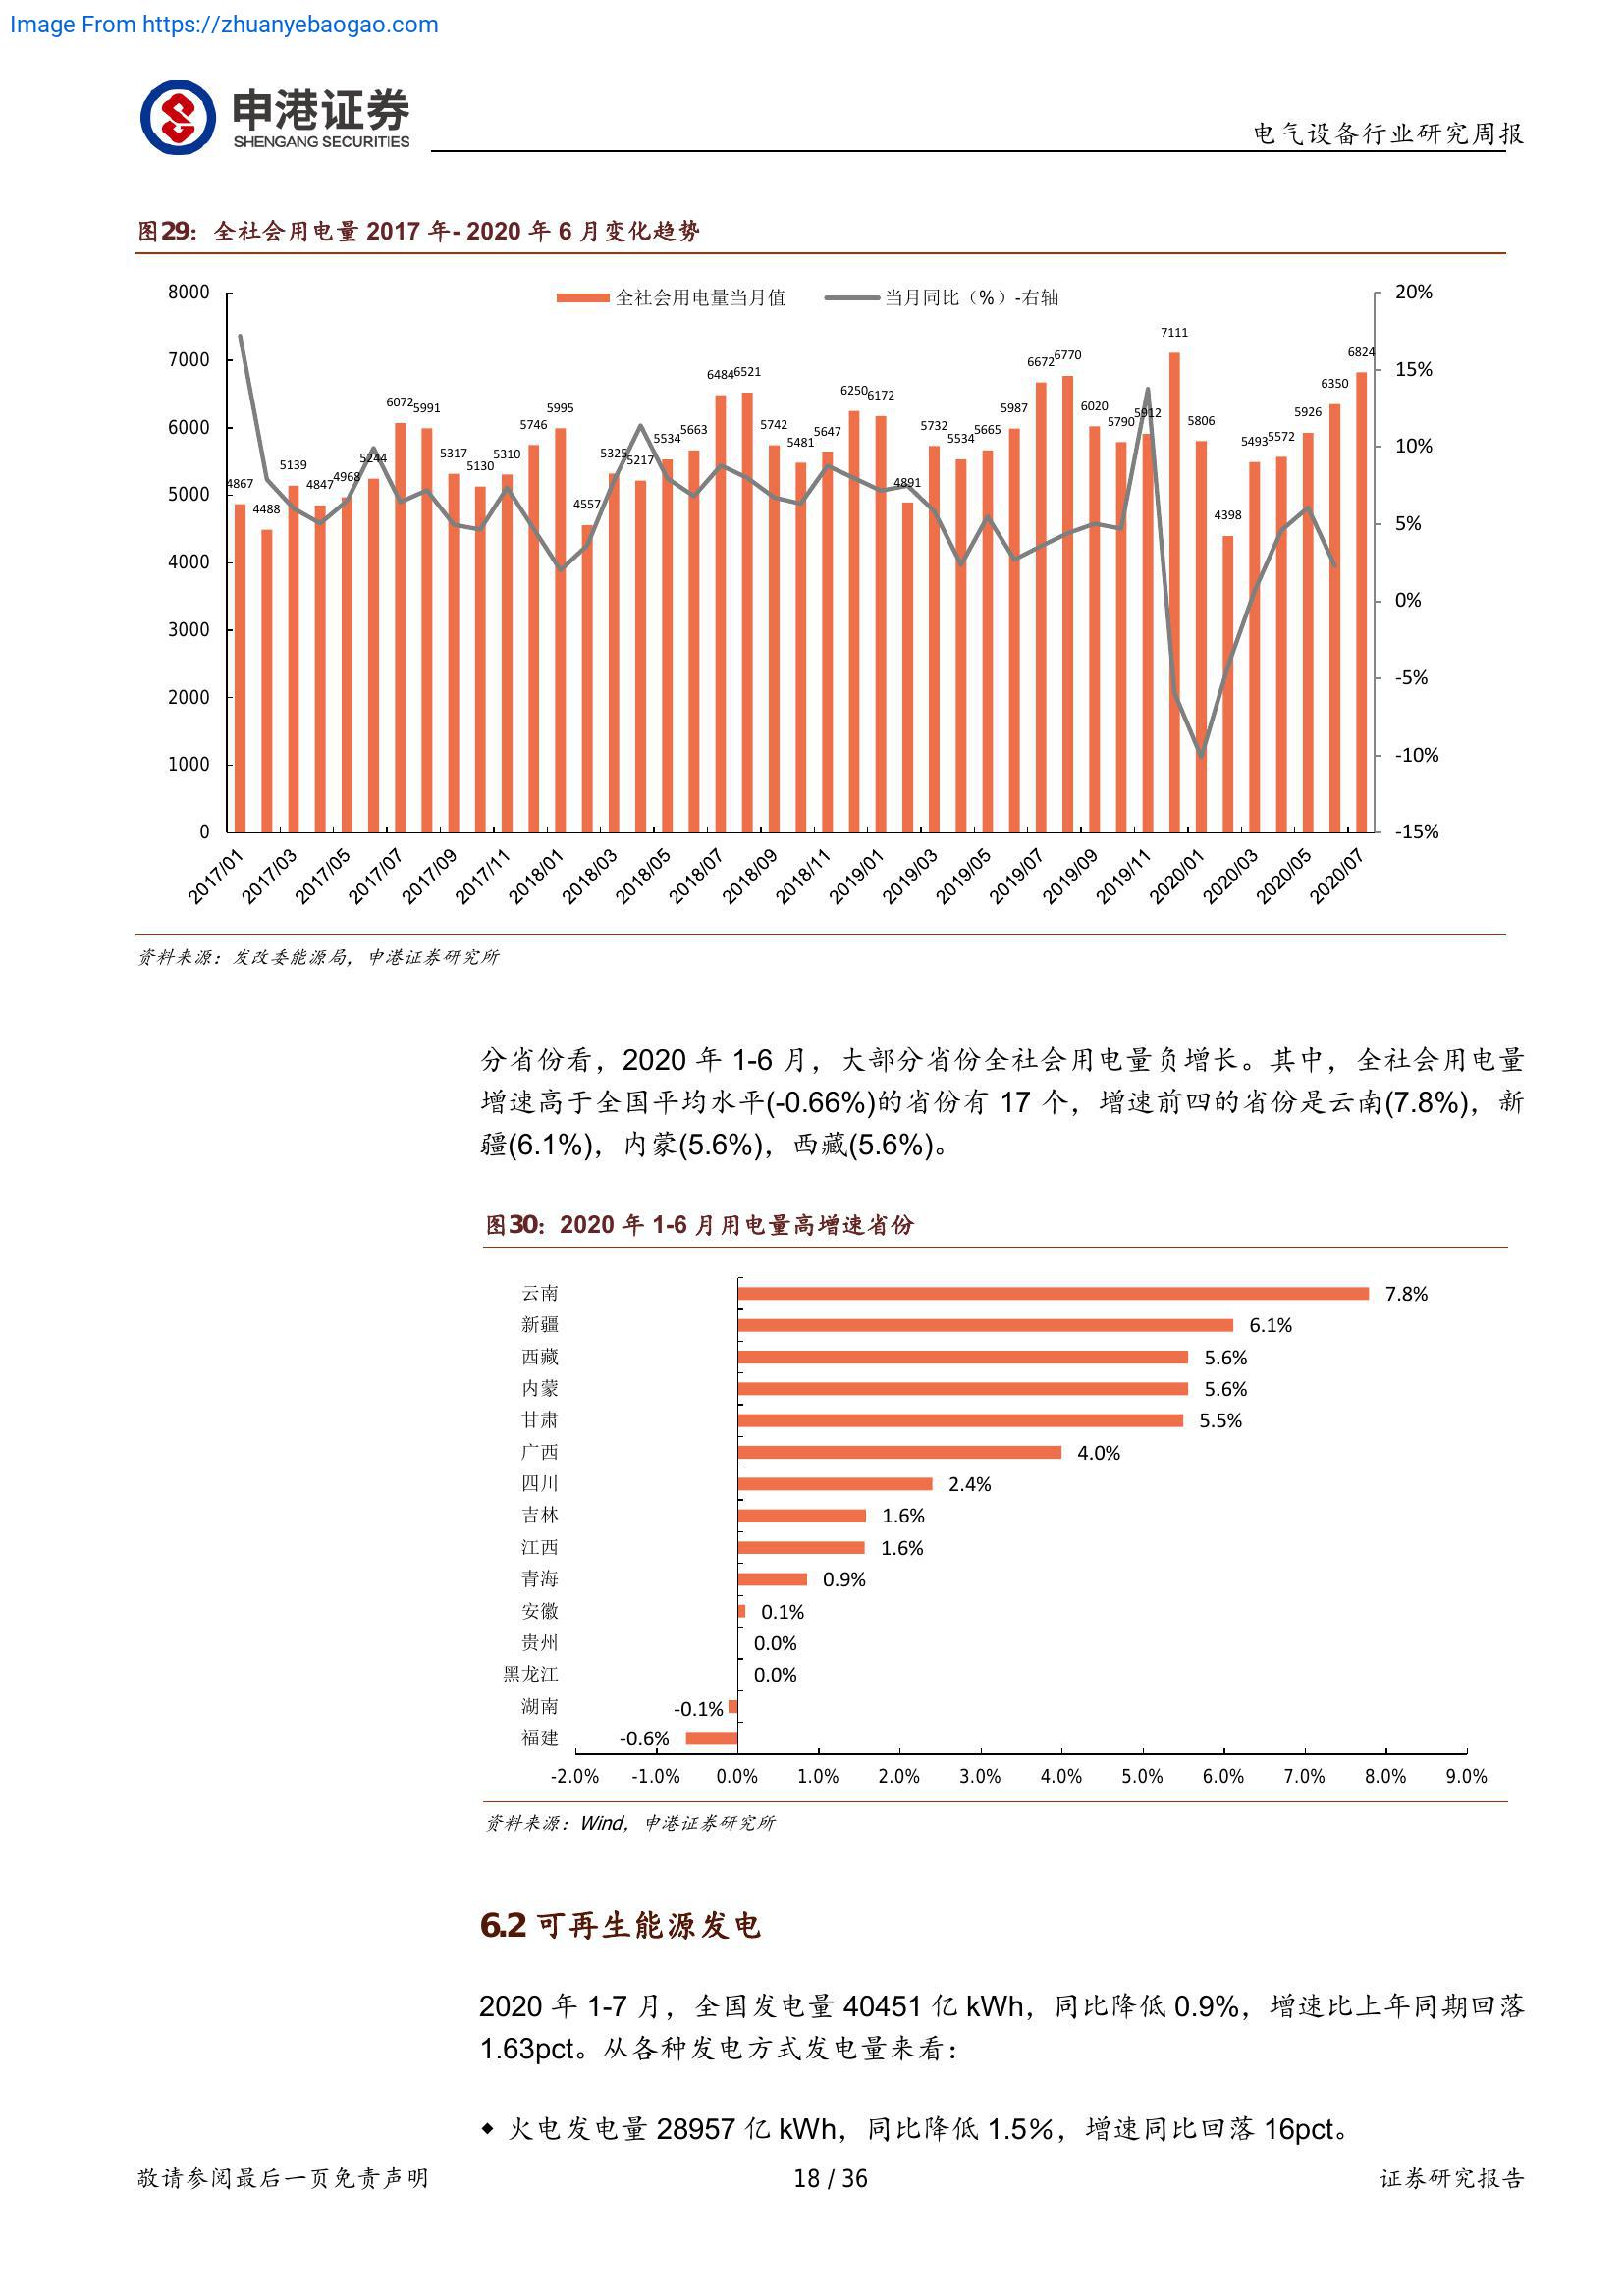 Image From https://zhuanyebaogao.com
申港证券
SHENGANG SECURITIES
电气设备行业研究周报
图29：全社会用电量 2017 年- 2020 年 6 月变化趋势
全社会用电量当月值 当月同比（%）-右轴
8000
7000
6000
5000
4000
3000
2000
1000
0
20%
15%
10%
5%
0%
-5%
-10%
-15%
4867 4488 5139 4847 4968 5244 6072 5991 5317 5130 5310 5746 5995 4557 5325 5217 5534 5663 6484 6521 5742 5481 5647 6250 6172 4891 5732 5534 5665 5987 6672 6770 6020 5790 5912 7111 5806 4398 5493 5572 5926 6350 6824
2017/01 2017/03 2017/05 2017/07 2017/09 2017/11 2018/01 2018/03 2018/05 2018/07 2018/09 2018/11 2019/01 2019/03 2019/05 2019/07 2019/09 2019/11 2020/01 2020/03 2020/05 2020/07
资料来源：发改委能源局，申港证券研究所
分省份看，2020 年 1-6 月，大部分省份全社会用电量负增长。其中，全社会用电量
增速高于全国平均水平(-0.66%)的省份有 17 个，增速前四的省份是云南(7.8%)，新
疆(6.1%)，内蒙(5.6%)，西藏(5.6%)。
图30：2020 年 1-6 月用电量高增速省份
云南 7.8%
新疆 6.1%
西藏 5.6%
内蒙 5.6%
甘肃 5.5%
广西 4.0%
四川 2.4%
吉林 1.6%
江西 1.6%
青海 0.9%
安徽 0.1%
贵州 0.0%
黑龙江 0.0%
湖南 -0.1%
福建 -0.6%
-2.0% -1.0% 0.0% 1.0% 2.0% 3.0% 4.0% 5.0% 6.0% 7.0% 8.0% 9.0%
资料来源：Wind，申港证券研究所
6.2 可再生能源发电
2020 年 1-7 月，全国发电量 40451 亿 kWh，同比降低 0.9%，增速比上年同期回落
1.63pct。从各种发电方式发电量来看：
◆ 火电发电量 28957 亿 kWh，同比降低 1.5%，增速同比回落 16pct。
敬请参阅最后一页免责声明 18 / 36 证券研究报告